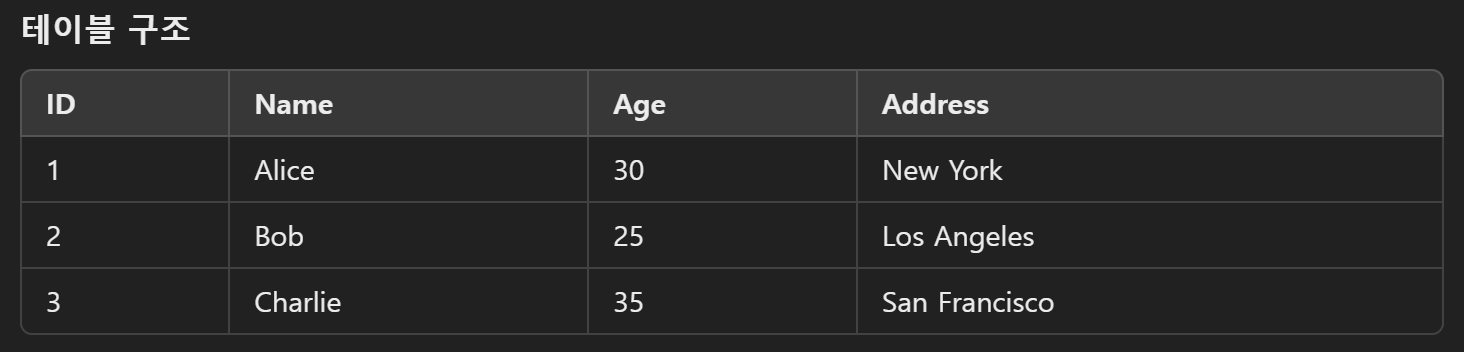 테이블 구조
ID Name Age Address
1 Alice 30 New York
2 Bob 25 Los Angeles
3 Charlie 35 San Francisco